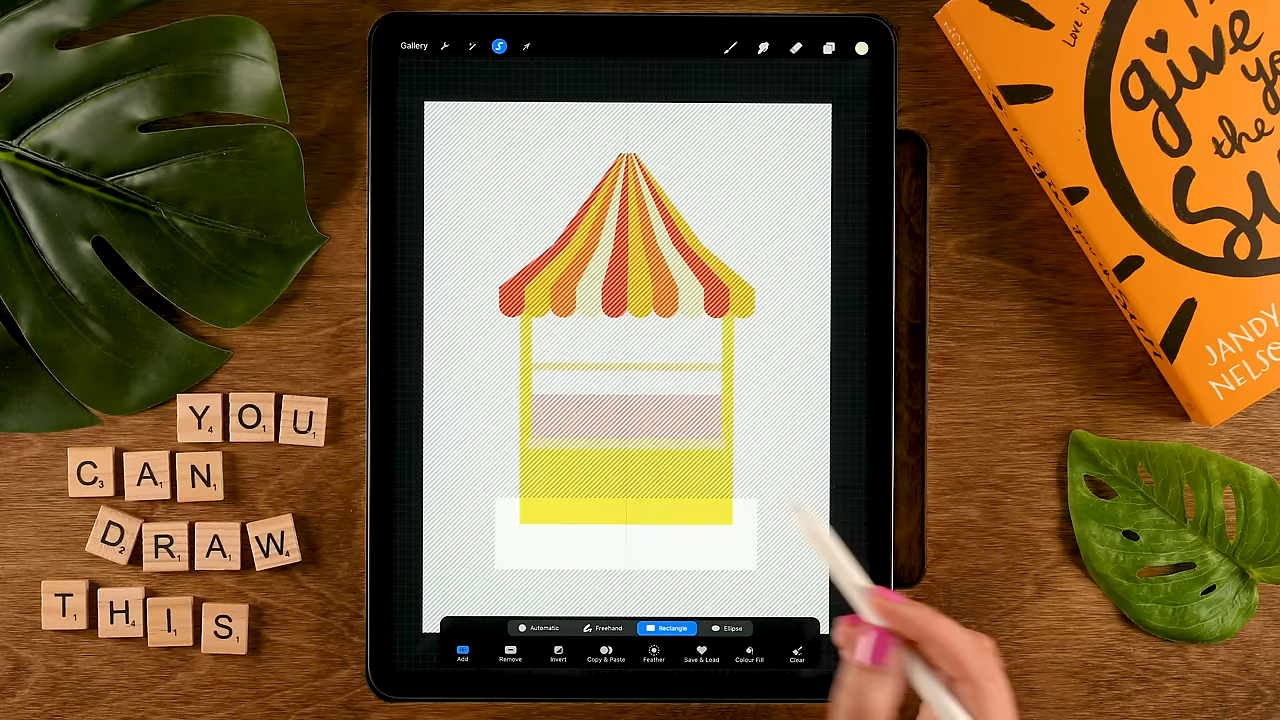 Gallery
Love is
give
the
JANDY
NELSO
YOU
CAN
DRAW
THIS
Automatic Freehand Rectangle Ellipse
Add Remove Invert Copy & Paste Feather Save & Load Colour Fill Clear